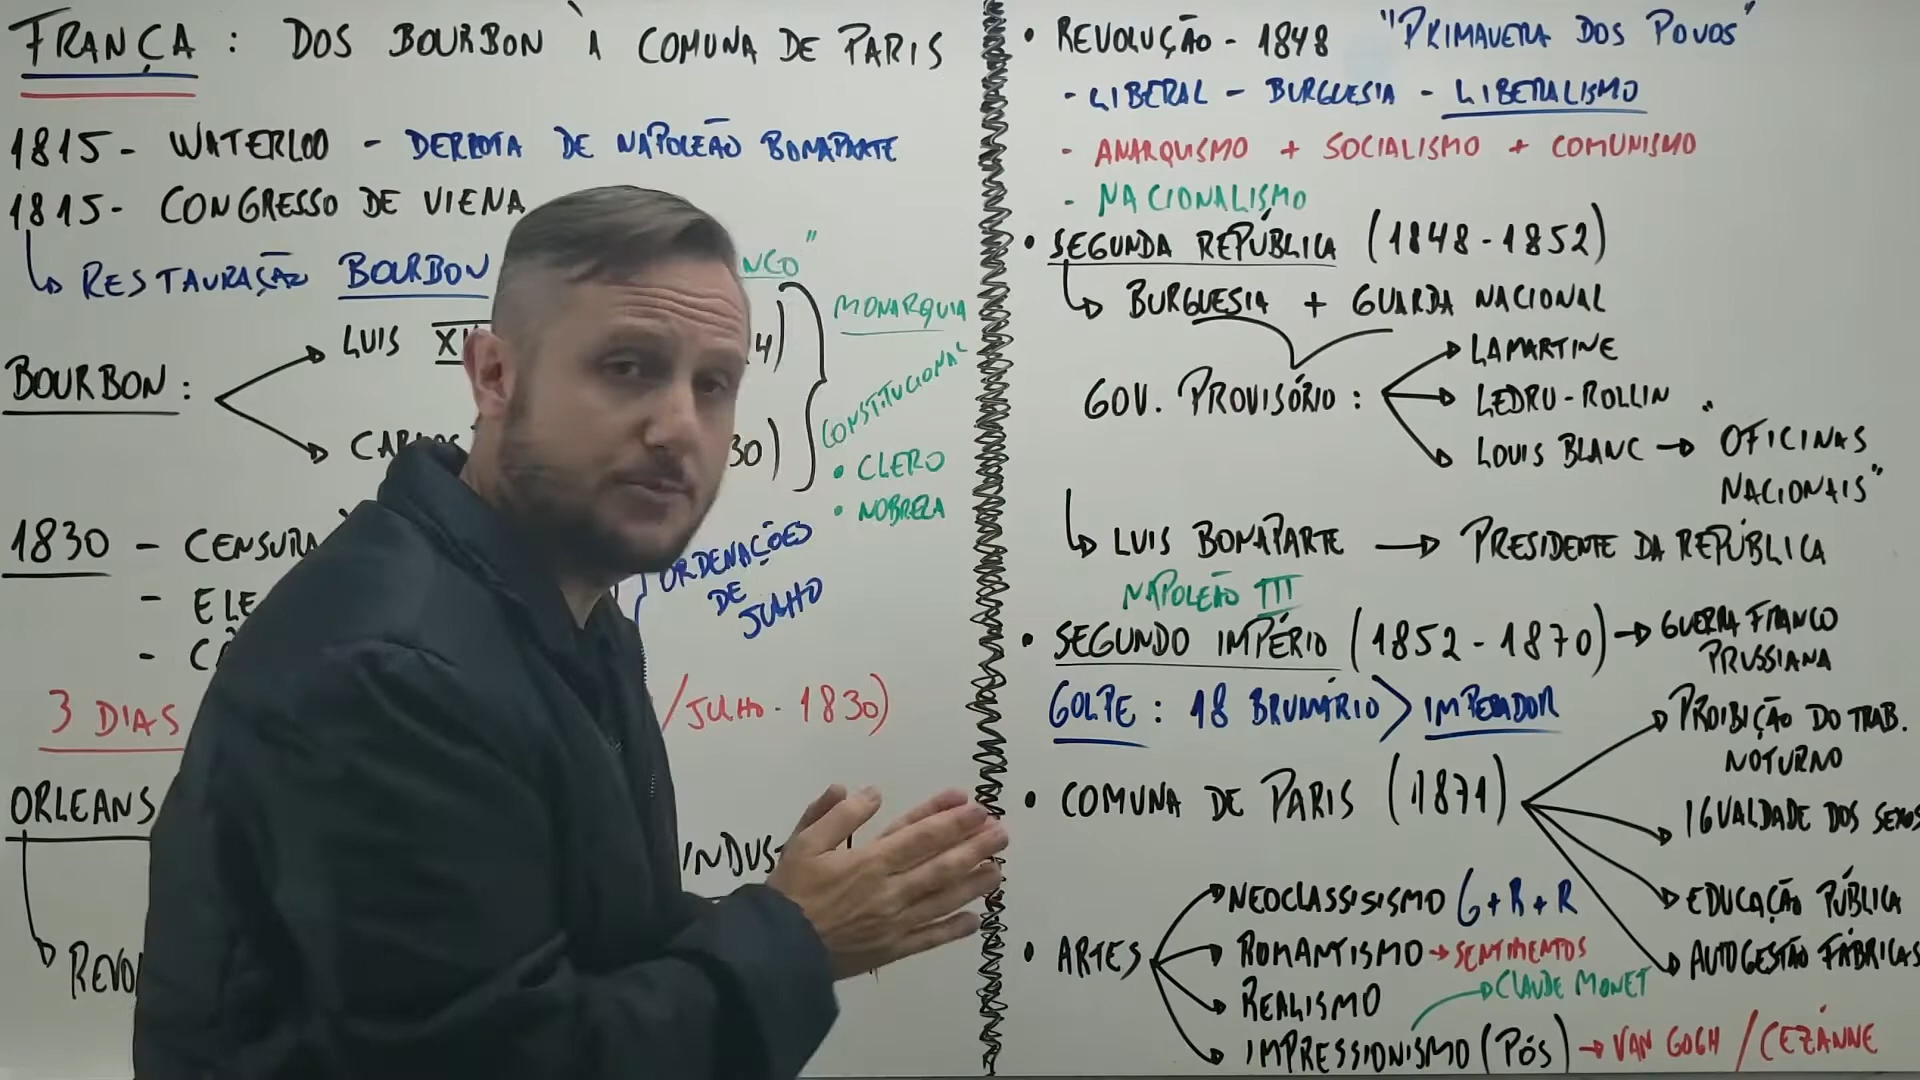 FRANÇA: DOS BOURBON À COMUNA DE PARIS
1815- WATERLOO - DERROTA DE NAPOLEÃO BONAPARTE
1815- CONGRESSO DE VIENA
RESTAURAÇÃO BOURBON
BOURBON:
LUIS
MONARQUIA
CONSTITUCIONAL
• CLERO
• NOBREZA
1830 - CENSURA
ORDENAÇÕES
DE
JULHO
3 DIAS /JULHO - 1830)
ORLEANS
• REVOLUÇÃO - 1848 "PRIMAVERA DOS POVOS"
- LIBERAL - BURGUESIA - LIBERALISMO
- ANARQUISMO + SOCIALISMO + COMUNISMO
- NACIONALISMO
• SEGUNDA REPÚBLICA (1848-1852)
BURGUESIA + GUARDA NACIONAL
GOV. PROVISÓRIO:
LAMARTINE
LEDRU-ROLLIN
LOUIS BLANC → "OFICINAS
NACIONAIS"
LUIS BONAPARTE → PRESIDENTE DA REPÚBLICA
NAPOLEÃO III
• SEGUNDO IMPÉRIO (1852-1870) → GUERRA FRANCO
PRUSSIANA
GOLPE: 18 BRUMÁRIO > IMPERADOR
• COMUNA DE PARIS (1871)
PROIBIÇÃO DO TRAB.
NOTURNO
IGUALDADE DOS SEXOS
EDUCAÇÃO PÚBLICA
AUTOGESTÃO FÁBRICAS
• ARTES
NEOCLASSISISMO G+R+R
ROMANTISMO → SENTIMENTOS
REALISMO
CLAUDE MONET
IMPRESSIONISMO (PÓS) → VAN GOGH / CEZÁNNE